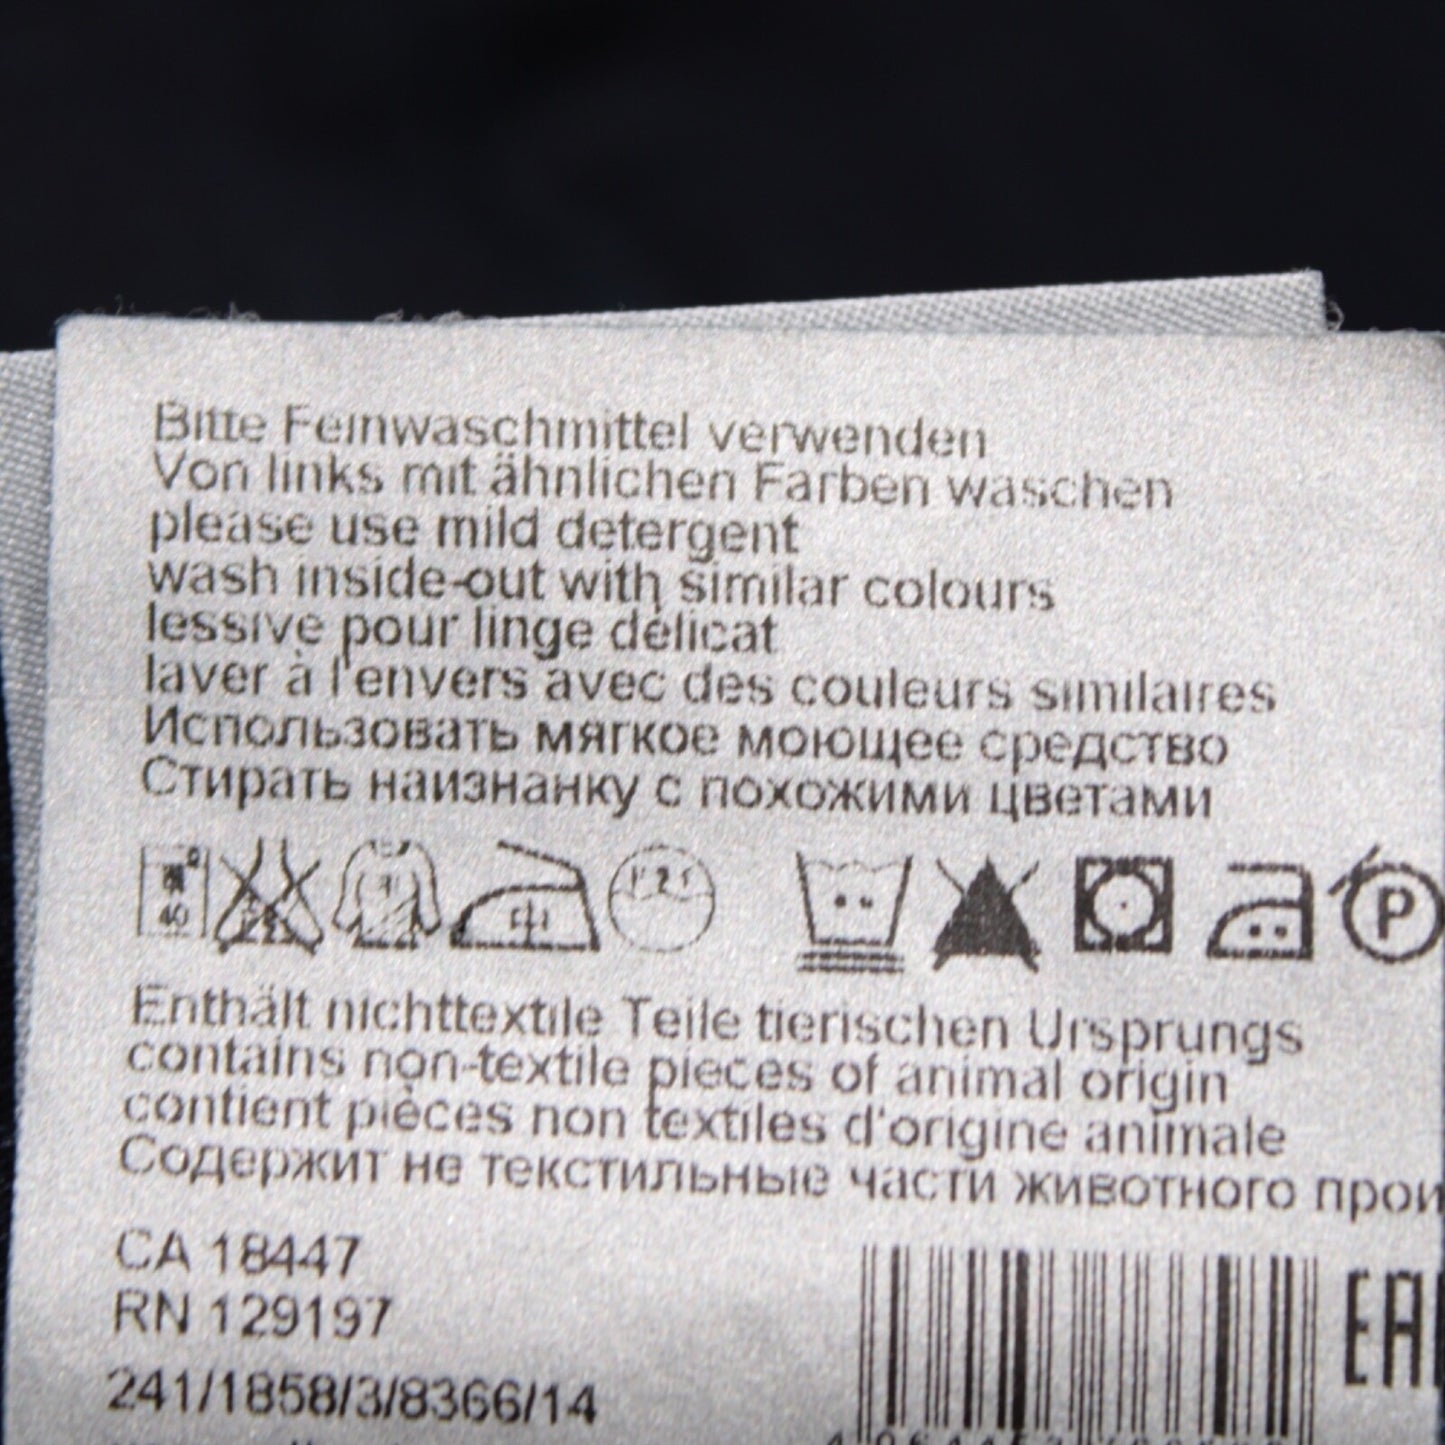 Bitte Feinwaschmittel verwenden
Von links mit ähnlichen Farben waschen
please use mild detergent
wash inside-out with similar colours
lessive pour linge délicat
laver à l'envers avec des couleurs similaires
Использовать мягкое моющее средство
Стирать наизнанку с похожими цветами
40 P
Enthält nichttextile Teile tierischen Ursprungs
contains non-textile pieces of animal origin
contient pièces non textiles d'origine animale
Содержит не текстильные части животного прои
CA 18447
RN 129197
EAC
241/1858/3/8366/14